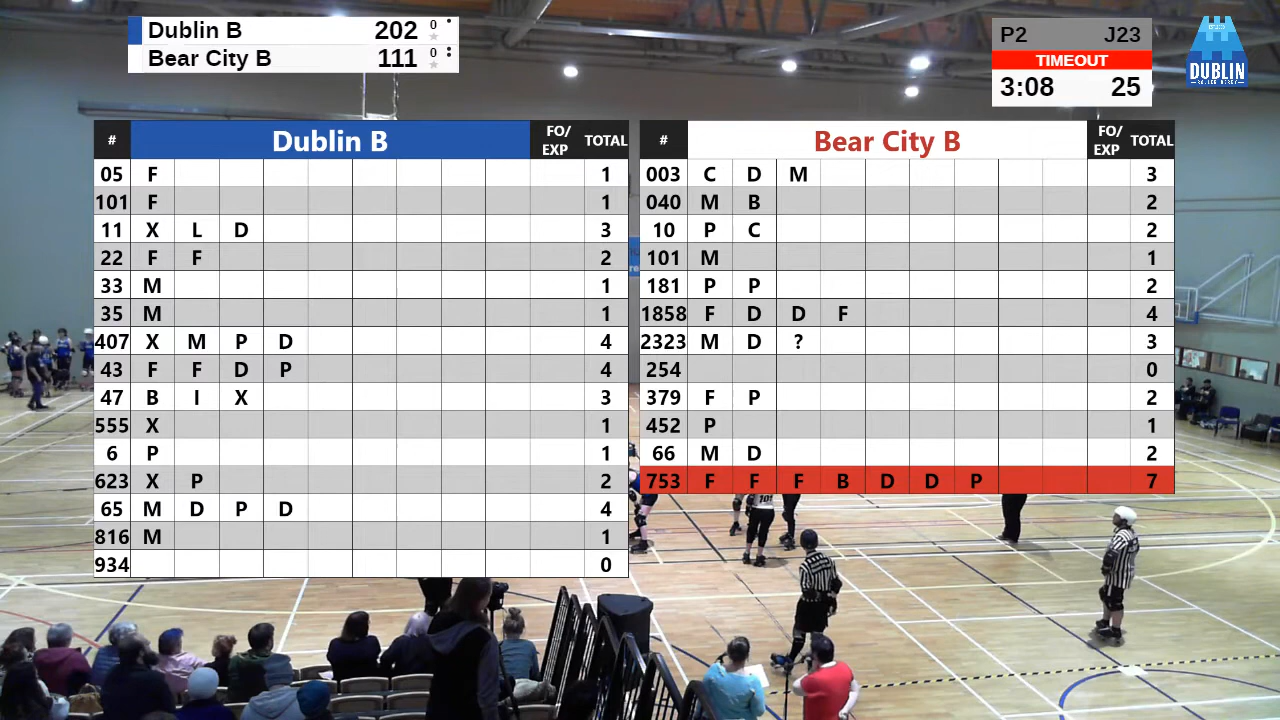 Dublin B 202 0
Bear City B 111 0
P2 J23
TIMEOUT
3:08 25
DUBLIN
# Dublin B FO/EXP TOTAL
05 F 1
101 F 1
11 X L D 3
22 F F 2
33 M 1
35 M 1
407 X M P D 4
43 F F D P 4
47 B I X 3
555 X 1
6 P 1
623 X P 2
65 M D P D 4
816 M 1
934 0
# Bear City B FO/EXP TOTAL
003 C D M 3
040 M B 2
10 P C 2
101 M 1
181 P P 2
1858 F D D F 4
2323 M D ? 3
254 0
379 F P 2
452 P 1
66 M D 2
753 F F F B D D P 7
101